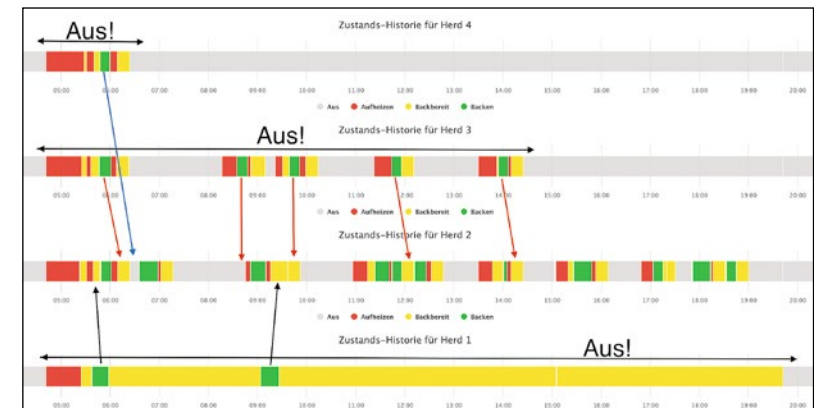 Zustands-Historie für Herd 4
Aus!
05:00 06:00 07:00 08:00 09:00 10:00 11:00 12:00 13:00 14:00 15:00 16:00 17:00 18:00 19:00 20:00
Aus Aufheizen Backbereit Backen
Zustands-Historie für Herd 3
Aus!
05:00 06:00 07:00 08:00 09:00 10:00 11:00 12:00 13:00 14:00 15:00 16:00 17:00 18:00 19:00 20:00
Aus Aufheizen Backbereit Backen
Zustands-Historie für Herd 2
05:00 06:00 07:00 08:00 09:00 10:00 11:00 12:00 13:00 14:00 15:00 16:00 17:00 18:00 19:00 20:00
Aus Aufheizen Backbereit Backen
Zustands-Historie für Herd 1
Aus!
05:00 06:00 07:00 08:00 09:00 10:00 11:00 12:00 13:00 14:00 15:00 16:00 17:00 18:00 19:00 20:00